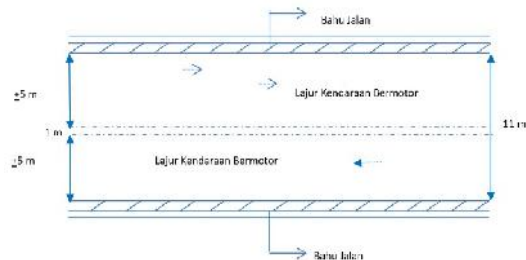 Bahu Jalan
±5 m
Lajur Kendaraan Bermotor
1 m
11 m
Lajur Kendaraan Bermotor
±5 m
Bahu Jalan